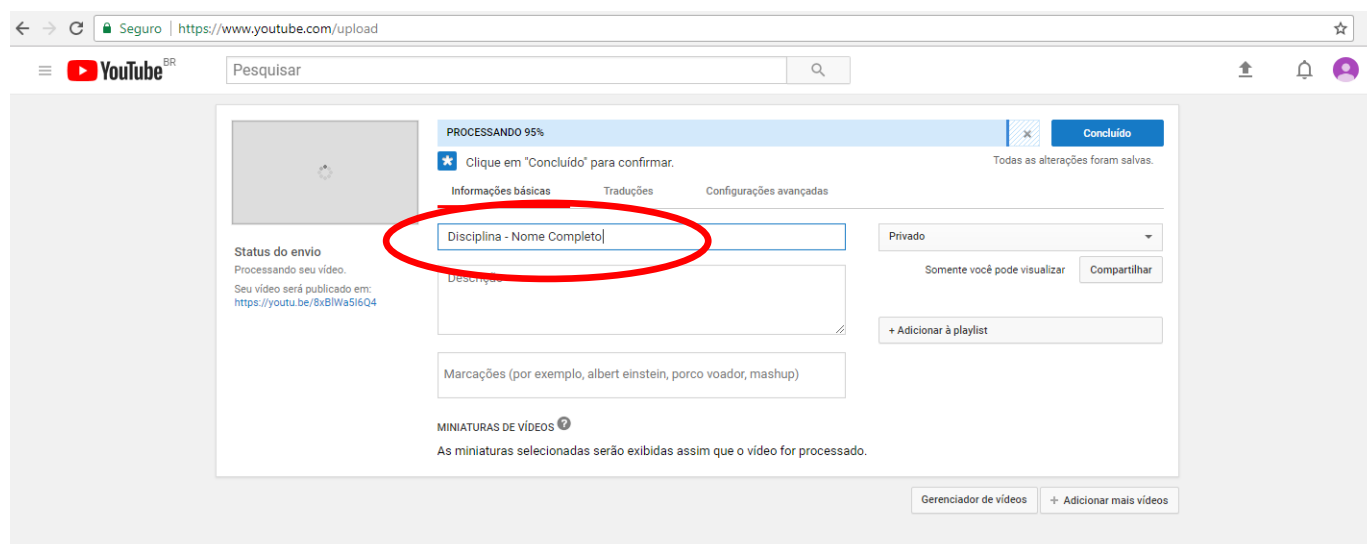 Seguro | https://www.youtube.com/upload
YouTube BR
Pesquisar
PROCESSANDO 95%
Concluído
Clique em "Concluído" para confirmar.
Todas as alterações foram salvas.
Informações básicas Traduções Configurações avançadas
Disciplina - Nome Completo
Privado
Status do envio
Processando seu vídeo.
Seu vídeo será publicado em:
https://youtu.be/8xBlWa5I6Q4
Descrição
Somente você pode visualizar Compartilhar
+ Adicionar à playlist
Marcações (por exemplo, albert einstein, porco voador, mashup)
MINIATURAS DE VÍDEOS ?
As miniaturas selecionadas serão exibidas assim que o vídeo for processado.
Gerenciador de vídeos + Adicionar mais vídeos